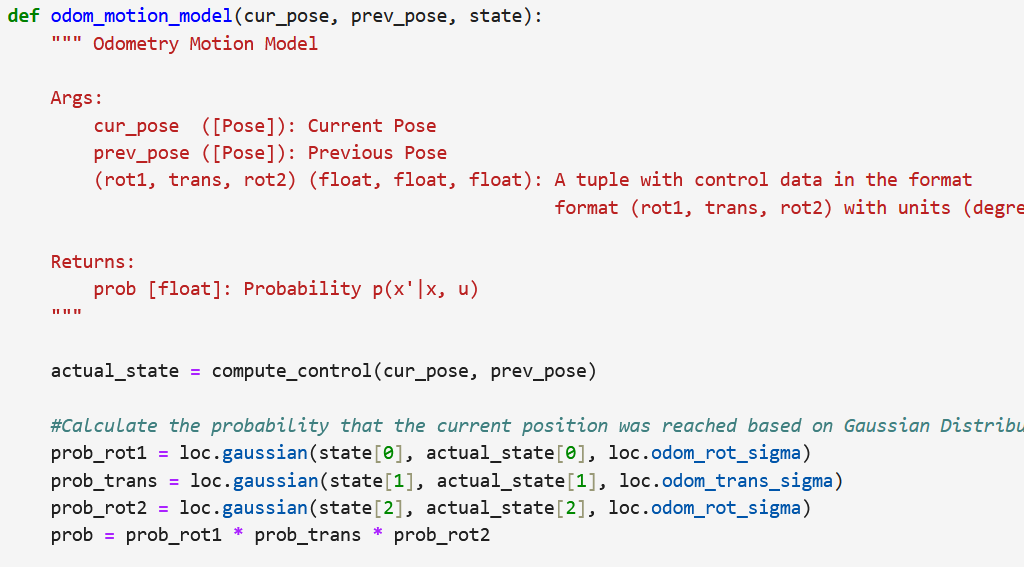 def odom_motion_model(cur_pose, prev_pose, state):
    """ Odometry Motion Model

    Args:
        cur_pose  ([Pose]): Current Pose
        prev_pose ([Pose]): Previous Pose
        (rot1, trans, rot2) (float, float, float): A tuple with control data in the format
                                                   format (rot1, trans, rot2) with units (degre

    Returns:
        prob [float]: Probability p(x'|x, u)
    """

    actual_state = compute_control(cur_pose, prev_pose)

    #Calculate the probability that the current position was reached based on Gaussian Distribu
    prob_rot1 = loc.gaussian(state[0], actual_state[0], loc.odom_rot_sigma)
    prob_trans = loc.gaussian(state[1], actual_state[1], loc.odom_trans_sigma)
    prob_rot2 = loc.gaussian(state[2], actual_state[2], loc.odom_rot_sigma)
    prob = prob_rot1 * prob_trans * prob_rot2